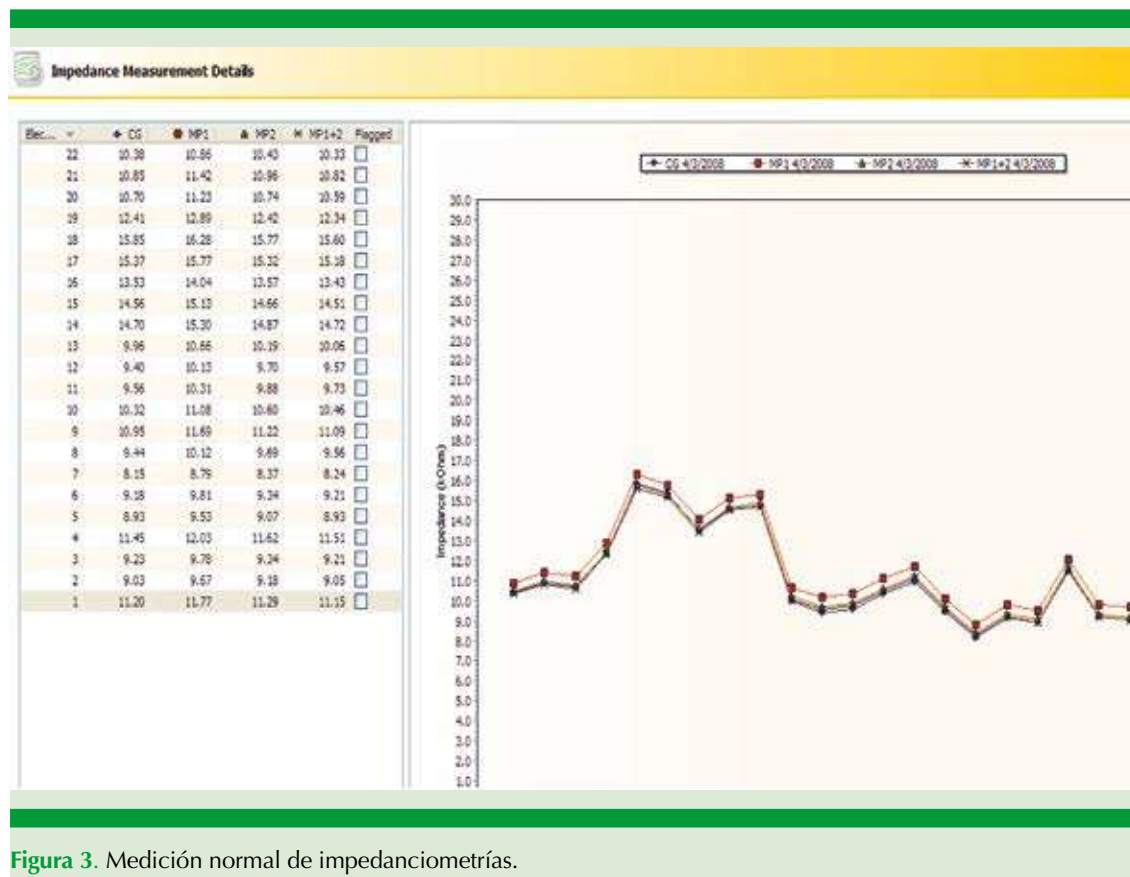 Impedance Measurement Details
Elec... CG MP1 MP2 MP1+2 Flagged
22 10.38 10.86 10.43 10.33
21 10.85 11.42 10.96 10.82
20 10.70 11.23 10.74 10.59
19 12.41 12.89 12.42 12.34
18 15.85 16.28 15.77 15.60
17 15.37 15.77 15.32 15.18
16 13.53 14.04 13.57 13.43
15 14.56 15.13 14.66 14.51
14 14.70 15.30 14.87 14.72
13 9.96 10.66 10.19 10.06
12 9.40 10.13 9.70 9.57
11 9.56 10.31 9.88 9.73
10 10.32 11.08 10.60 10.46
9 10.95 11.69 11.22 11.09
8 9.44 10.12 9.69 9.56
7 8.15 8.79 8.37 8.24
6 9.18 9.81 9.34 9.21
5 8.93 9.53 9.07 8.93
4 11.45 12.03 11.62 11.51
3 9.23 9.78 9.34 9.21
2 9.03 9.67 9.18 9.05
1 11.20 11.77 11.29 11.15
CG 4/3/2008 MP1 4/3/2008 MP2 4/3/2008 MP1+2 4/3/2008
Impedance (kOhm)
30.0
29.0
28.0
27.0
26.0
25.0
24.0
23.0
22.0
21.0
20.0
19.0
18.0
17.0
16.0
15.0
14.0
13.0
12.0
11.0
10.0
9.0
8.0
7.0
6.0
5.0
4.0
3.0
2.0
1.0
Figura 3. Medición normal de impedanciometrías.